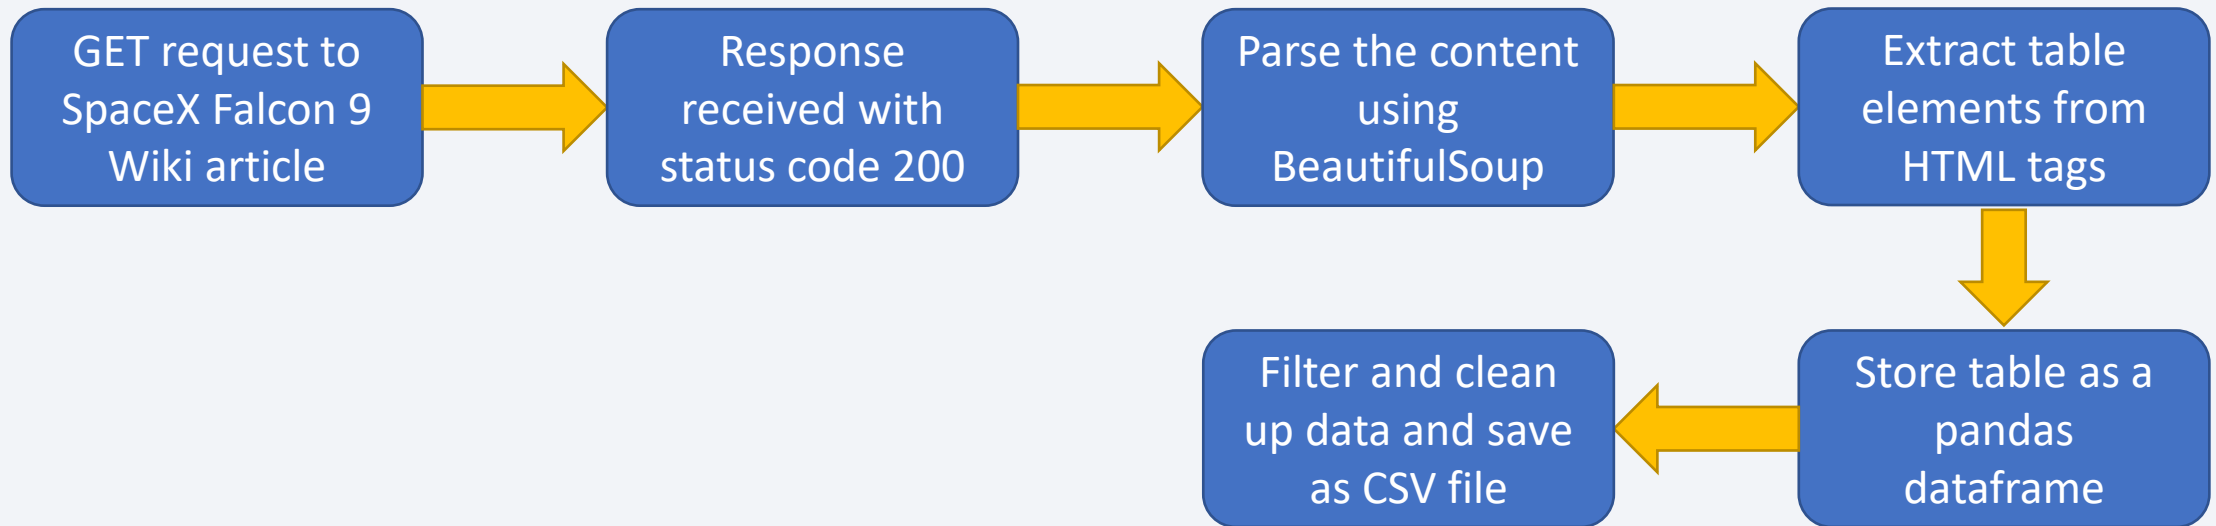 GET request to
SpaceX Falcon 9
Wiki article
Response
received with
status code 200
Parse the content
using
BeautifulSoup
Extract table
elements from
HTML tags
Store table as a
pandas
dataframe
Filter and clean
up data and save
as CSV file